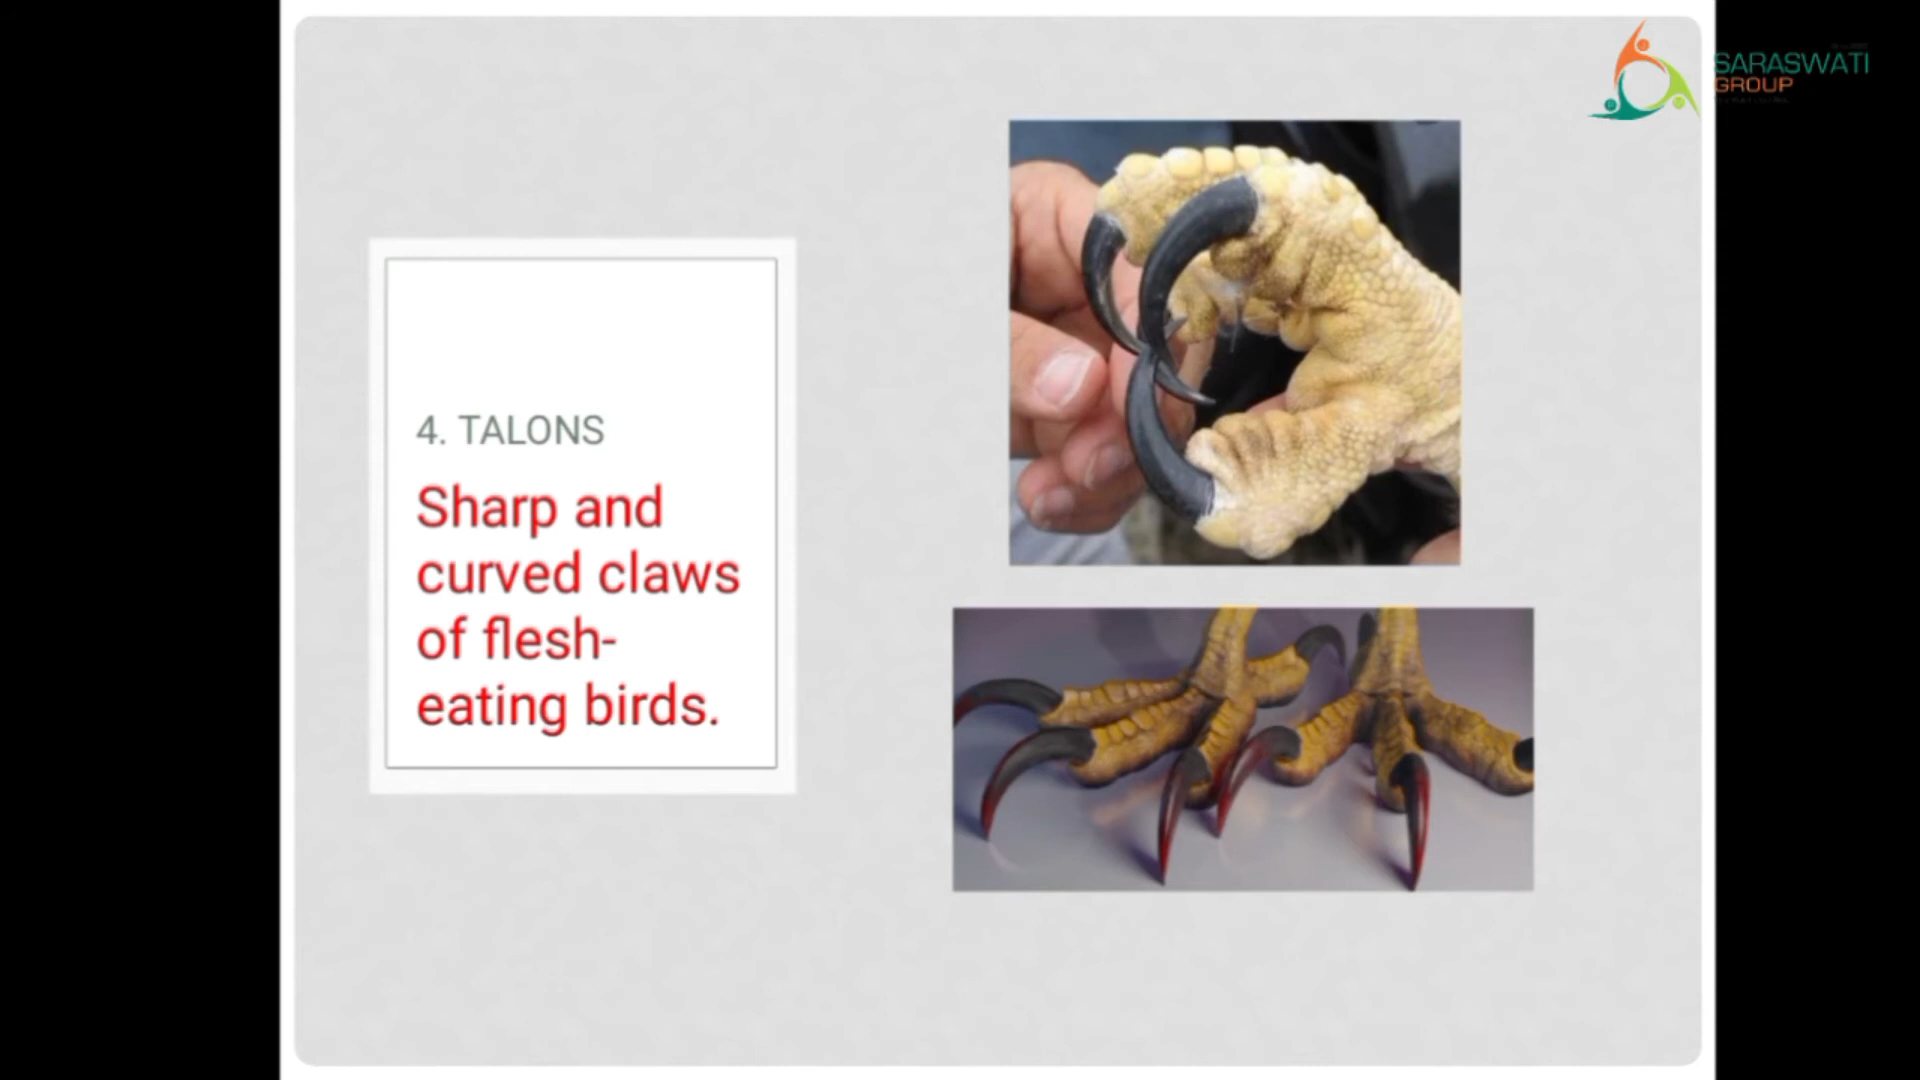 SARASWATI
GROUP
4. TALONS
Sharp and
curved claws
of flesh-
eating birds.